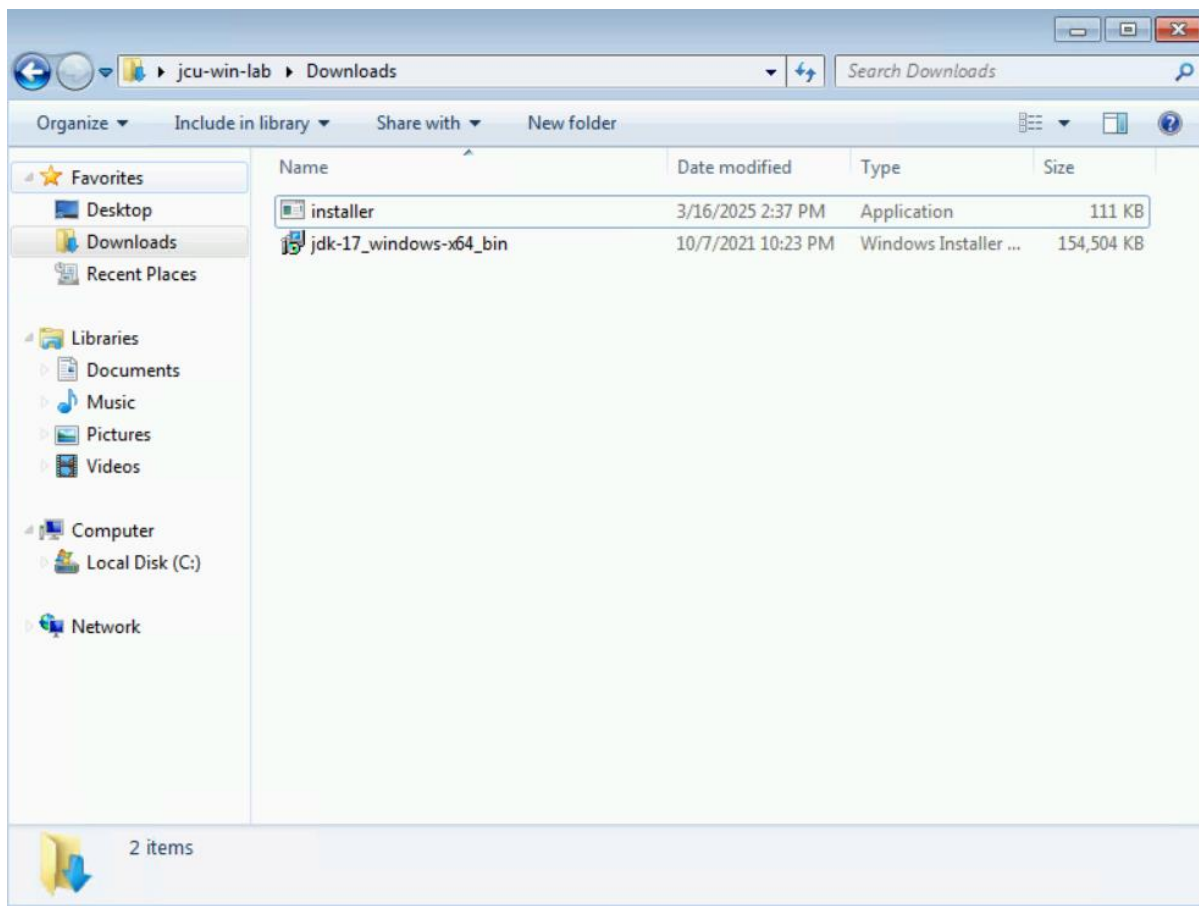 jcu-win-lab Downloads Search Downloads
Organize Include in library Share with New folder
Name Date modified Type Size
Favorites
Desktop installer 3/16/2025 2:37 PM Application 111 KB
Downloads jdk-17_windows-x64_bin 10/7/2021 10:23 PM Windows Installer ... 154,504 KB
Recent Places
Libraries
Documents
Music
Pictures
Videos
Computer
Local Disk (C:)
Network
2 items